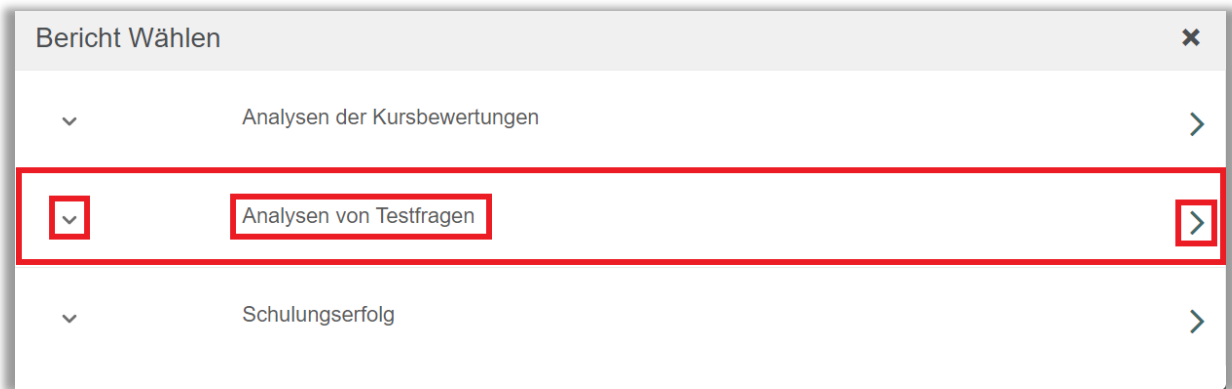 Bericht Wählen
Analysen der Kursbewertungen
Analysen von Testfragen
Schulungserfolg